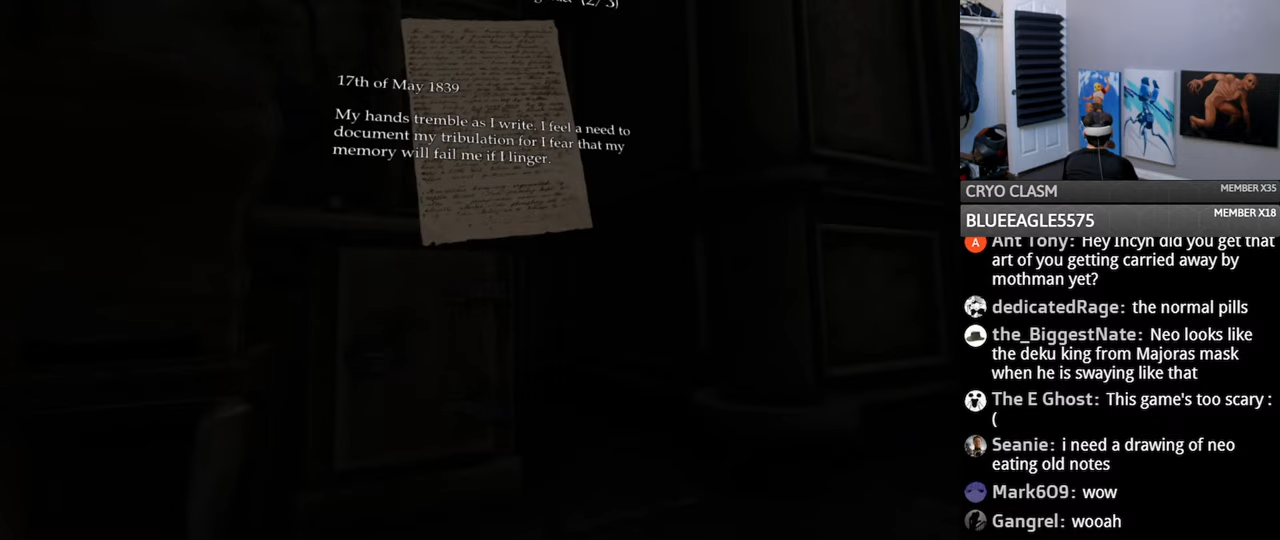 (2/3)
17th of May 1839
My hands tremble as I write. I feel a need to
document my tribulation for I fear that my
memory will fail me if I linger.
CRYO CLASM
MEMBER X35
BLUEEAGLE5575
MEMBER X18
A
Ant Tony: Hey Incyn did you get that
art of you getting carried away by
mothman yet?
dedicatedRage: the normal pills
the_BiggestNate: Neo looks like
the deku king from Majoras mask
when he is swaying like that
The E Ghost: This game's too scary :
(
Seanie: i need a drawing of neo
eating old notes
Mark609: wow
Gangrel: wooah